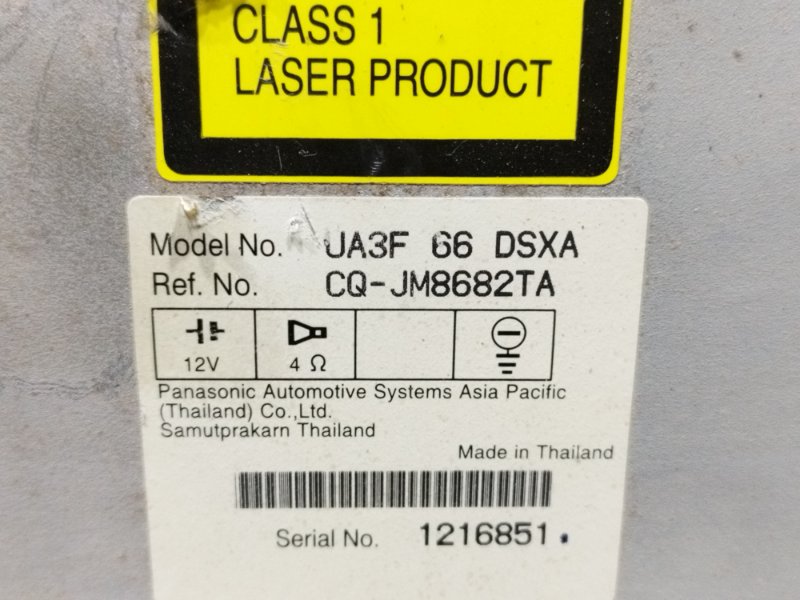 CLASS 1
LASER PRODUCT
Model No. UA3F 66 DSXA
Ref. No. CQ-JM8682TA
12V 4 Ω
Panasonic Automotive Systems Asia Pacific
(Thailand) Co.,Ltd.
Samutprakarn Thailand
Made in Thailand
Serial No. 1216851.